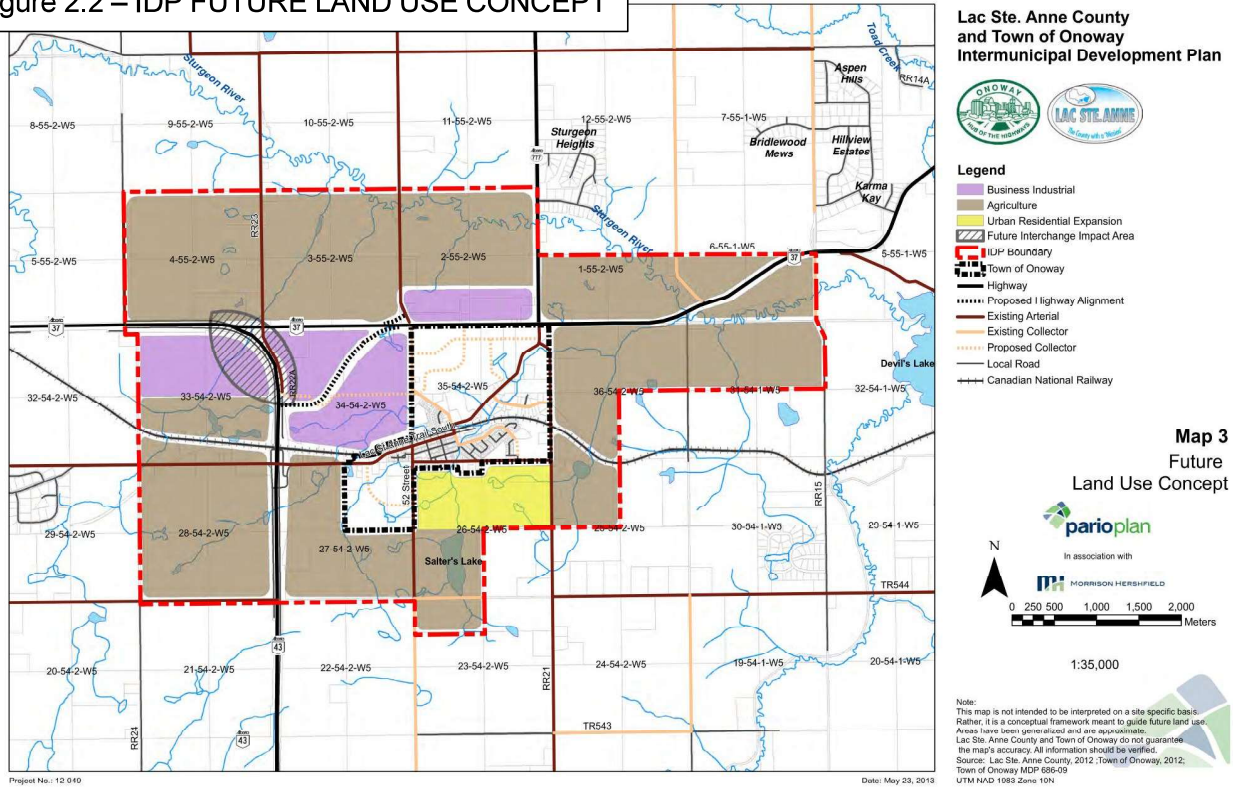 gure 2.2 – IDP FUTURE LAND USE CONCEPT
Lac Ste. Anne County
and Town of Onoway
Intermunicipal Development Plan
ONOWAY
HUB OF THE HIGHWAYS
LAC STE. ANNE
Legend
Business Industrial
Agriculture
Urban Residential Expansion
Future Interchange Impact Area
IDP Boundary
Town of Onoway
Highway
Proposed Highway Alignment
Existing Arterial
Existing Collector
Proposed Collector
Local Road
Canadian National Railway
Map 3
Future
Land Use Concept
parioplan
In association with
MH MORRISON HERSHFIELD
N
0 250 500 1,000 1,500 2,000
Meters
1:35,000
Note:
This map is not intended to be interpreted on a site specific basis.
Rather, it is a conceptual framework meant to guide future land use.
Areas have been generalized and are approximate.
Lac Ste. Anne County and Town of Onoway do not guarantee
the map's accuracy. All information should be verified.
Source: Lac Ste. Anne County, 2012 ;Town of Onoway, 2012;
Town of Onoway MDP 686-09
UTM NAD 1983 Zone 10N
Sturgeon River
Toad Creek
RR14A
Aspen
Hills
8-55-2-W5
9-55-2-W5
10-55-2-W5
11-55-2-W5
12-55-2-W5
7-55-1-W5
Sturgeon
Heights
Bridlewood
Mews
Hillview
Estates
Karma
Kay
777
RR23
Sturgeon River
5-55-2-W5
4-55-2-W5
3-55-2-W5
2-55-2-W5
1-55-2-W5
6-55-1-W5
5-55-1-W5
37
37
37
Devil's Lake
RR22A
32-54-2-W5
33-54-2-W5
34-54-2-W5
35-54-2-W5
36-54-2-W5
31-54-1-W5
32-54-1-W5
Lac Ste. Anne Trail South
52 Street
RR15
29-54-2-W5
28-54-2-W5
27-54-2-W5
26-54-2-W5
25-54-2-W5
30-54-1-W5
29-54-1-W5
Salter's Lake
TR544
43
20-54-2-W5
21-54-2-W5
22-54-2-W5
23-54-2-W5
24-54-2-W5
19-54-1-W5
20-54-1-W5
RR21
RR24
43
TR543
Project No.: 12 040
Date: May 23, 2013